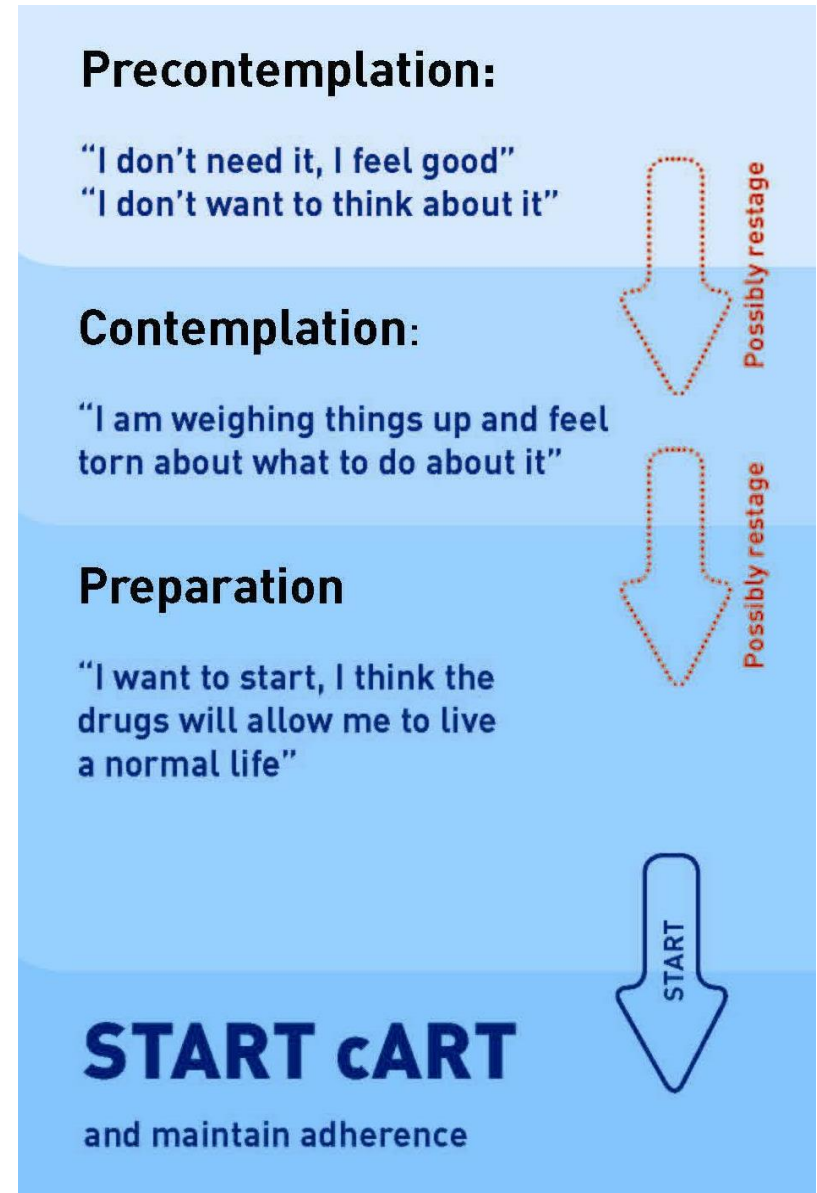 Precontemplation:
“I don’t need it, I feel good”
“I don’t want to think about it”
Possibly restage
Contemplation:
“I am weighing things up and feel
torn about what to do about it”
Possibly restage
Preparation
“I want to start, I think the
drugs will allow me to live
a normal life”
START
START cART
and maintain adherence